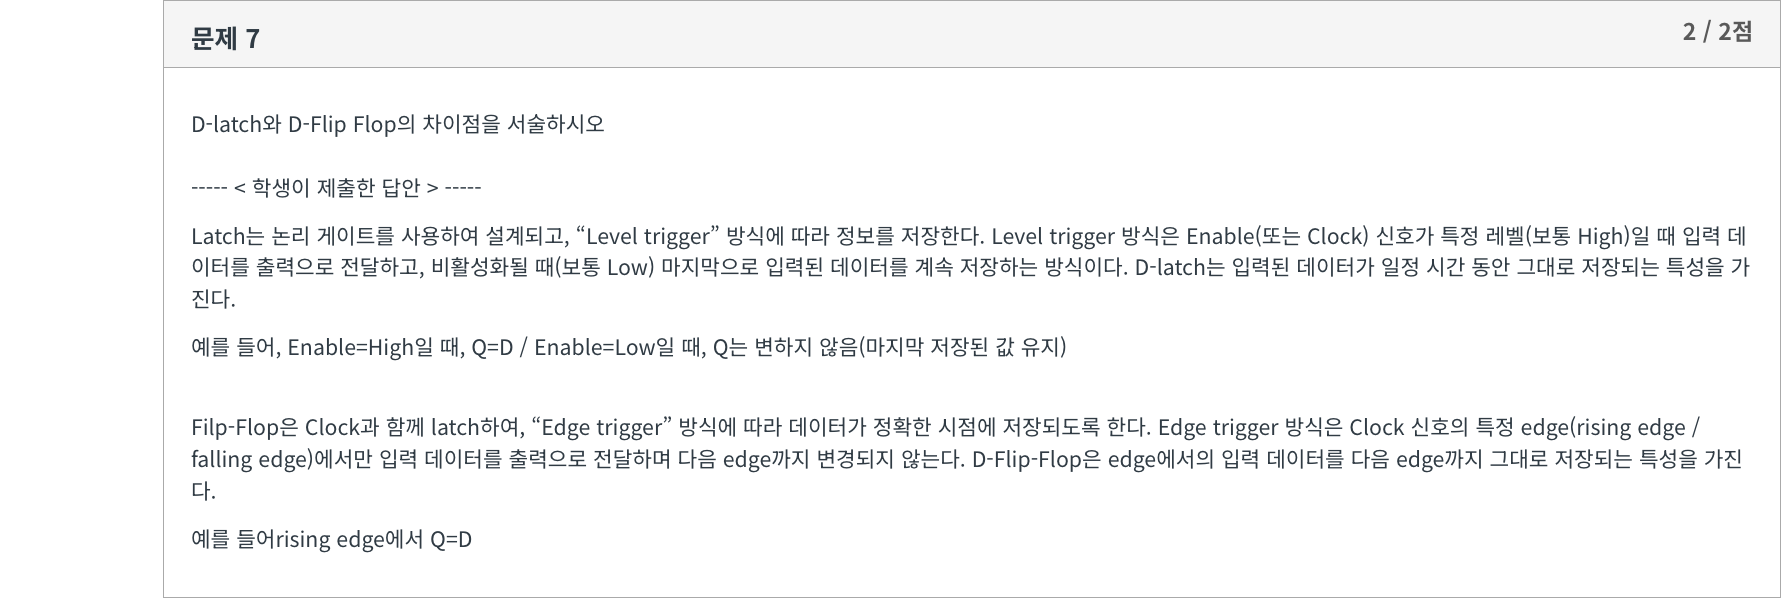 문제 7
2 / 2점
D-latch와 D-Flip Flop의 차이점을 서술하시오
----- < 학생이 제출한 답안 > -----
Latch는 논리 게이트를 사용하여 설계되고, “Level trigger” 방식에 따라 정보를 저장한다. Level trigger 방식은 Enable(또는 Clock) 신호가 특정 레벨(보통 High)일 때 입력 데
이터를 출력으로 전달하고, 비활성화될 때(보통 Low) 마지막으로 입력된 데이터를 계속 저장하는 방식이다. D-latch는 입력된 데이터가 일정 시간 동안 그대로 저장되는 특성을 가
진다.
예를 들어, Enable=High일 때, Q=D / Enable=Low일 때, Q는 변하지 않음(마지막 저장된 값 유지)
Filp-Flop은 Clock과 함께 latch하여, “Edge trigger” 방식에 따라 데이터가 정확한 시점에 저장되도록 한다. Edge trigger 방식은 Clock 신호의 특정 edge(rising edge /
falling edge)에서만 입력 데이터를 출력으로 전달하며 다음 edge까지 변경되지 않는다. D-Flip-Flop은 edge에서의 입력 데이터를 다음 edge까지 그대로 저장되는 특성을 가진
다.
예를 들어rising edge에서 Q=D